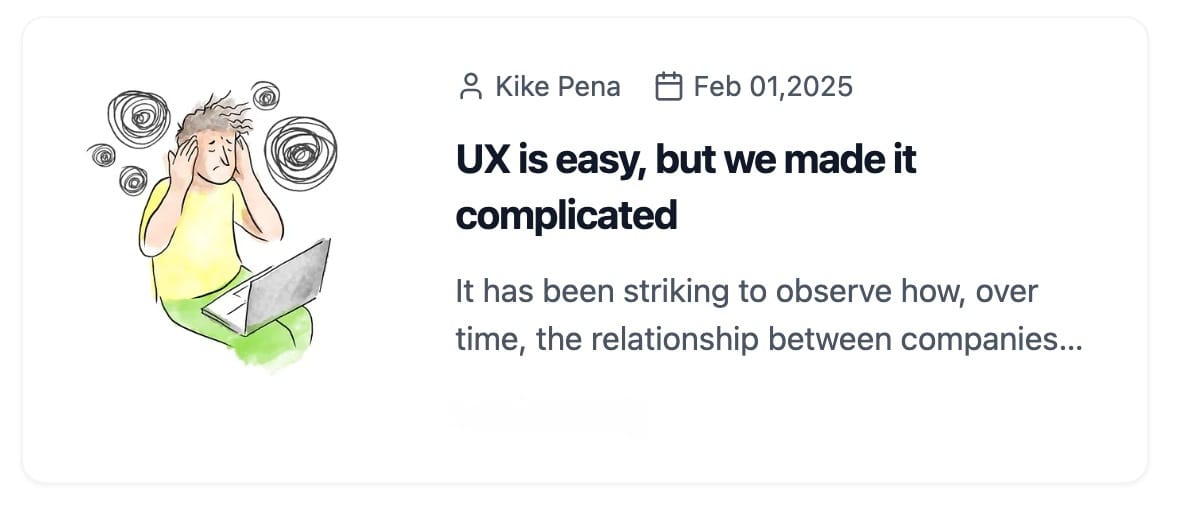 Kike Pena Feb 01,2025
UX is easy, but we made it
complicated
It has been striking to observe how, over
time, the relationship between companies...